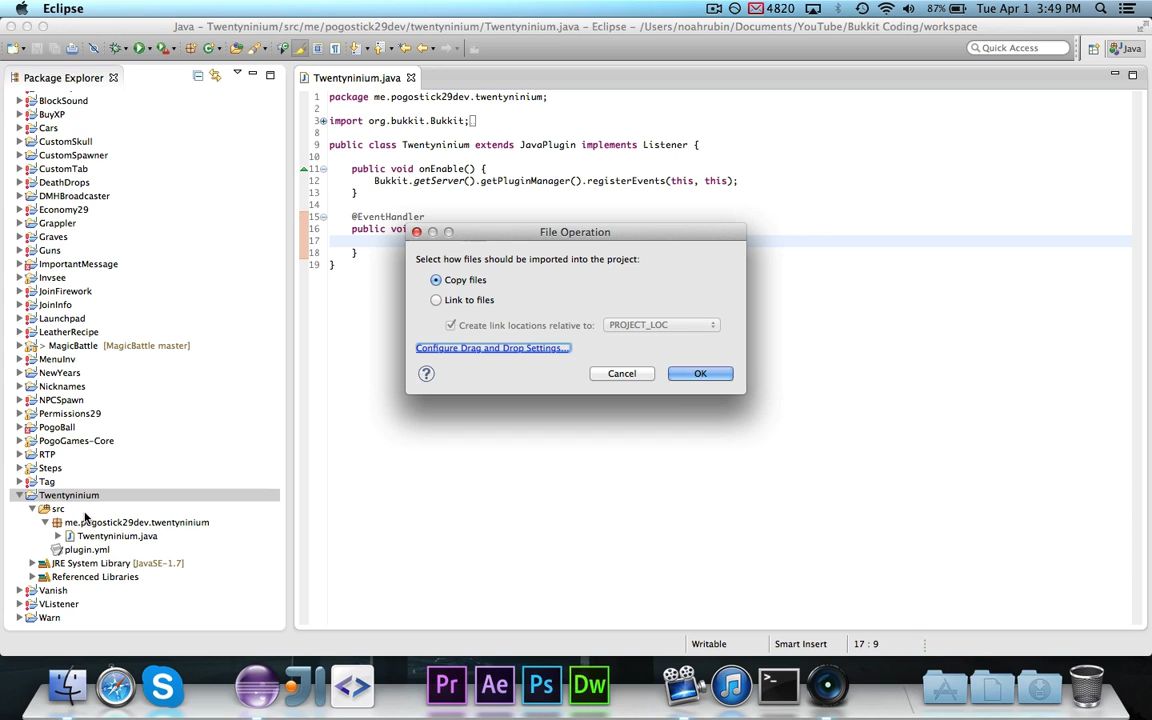 Eclipse
4820
87%
Tue Apr 1 3:49 PM
Java – Twentyninium/src/me/pogostick29dev/twentyninium/Twentyninium.java – Eclipse – /Users/noahrubin/Documents/YouTube/Bukkit Coding/workspace
Quick Access
Java
Package Explorer
BlockSound
BuyXP
Cars
CustomSkull
CustomSpawner
CustomTab
DeathDrops
DMHBroadcaster
Economy29
Grappler
Graves
Guns
ImportantMessage
Invsee
JoinFirework
JoinInfo
Launchpad
LeatherRecipe
> MagicBattle [MagicBattle master]
MenuInv
NewYears
Nicknames
NPCSpawn
Permissions29
PogoBall
PogoGames-Core
RTP
Steps
Tag
Twentyninium
src
me.pogostick29dev.twentyninium
Twentyninium.java
plugin.yml
JRE System Library [JavaSE-1.7]
Referenced Libraries
Vanish
VListener
Warn
Twentyninium.java
1 package me.pogostick29dev.twentyninium;
2
3 import org.bukkit.Bukkit;
8
9 public class Twentyninium extends JavaPlugin implements Listener {
10
11 public void onEnable() {
12 Bukkit.getServer().getPluginManager().registerEvents(this, this);
13 }
14
15 @EventHandler
16 public voi
17
18 }
19 }
File Operation
Select how files should be imported into the project:
Copy files
Link to files
Create link locations relative to: PROJECT_LOC
Configure Drag and Drop Settings...
?
Cancel
OK
Writable
Smart Insert
17 : 9
Pr
Ae
Ps
Dw